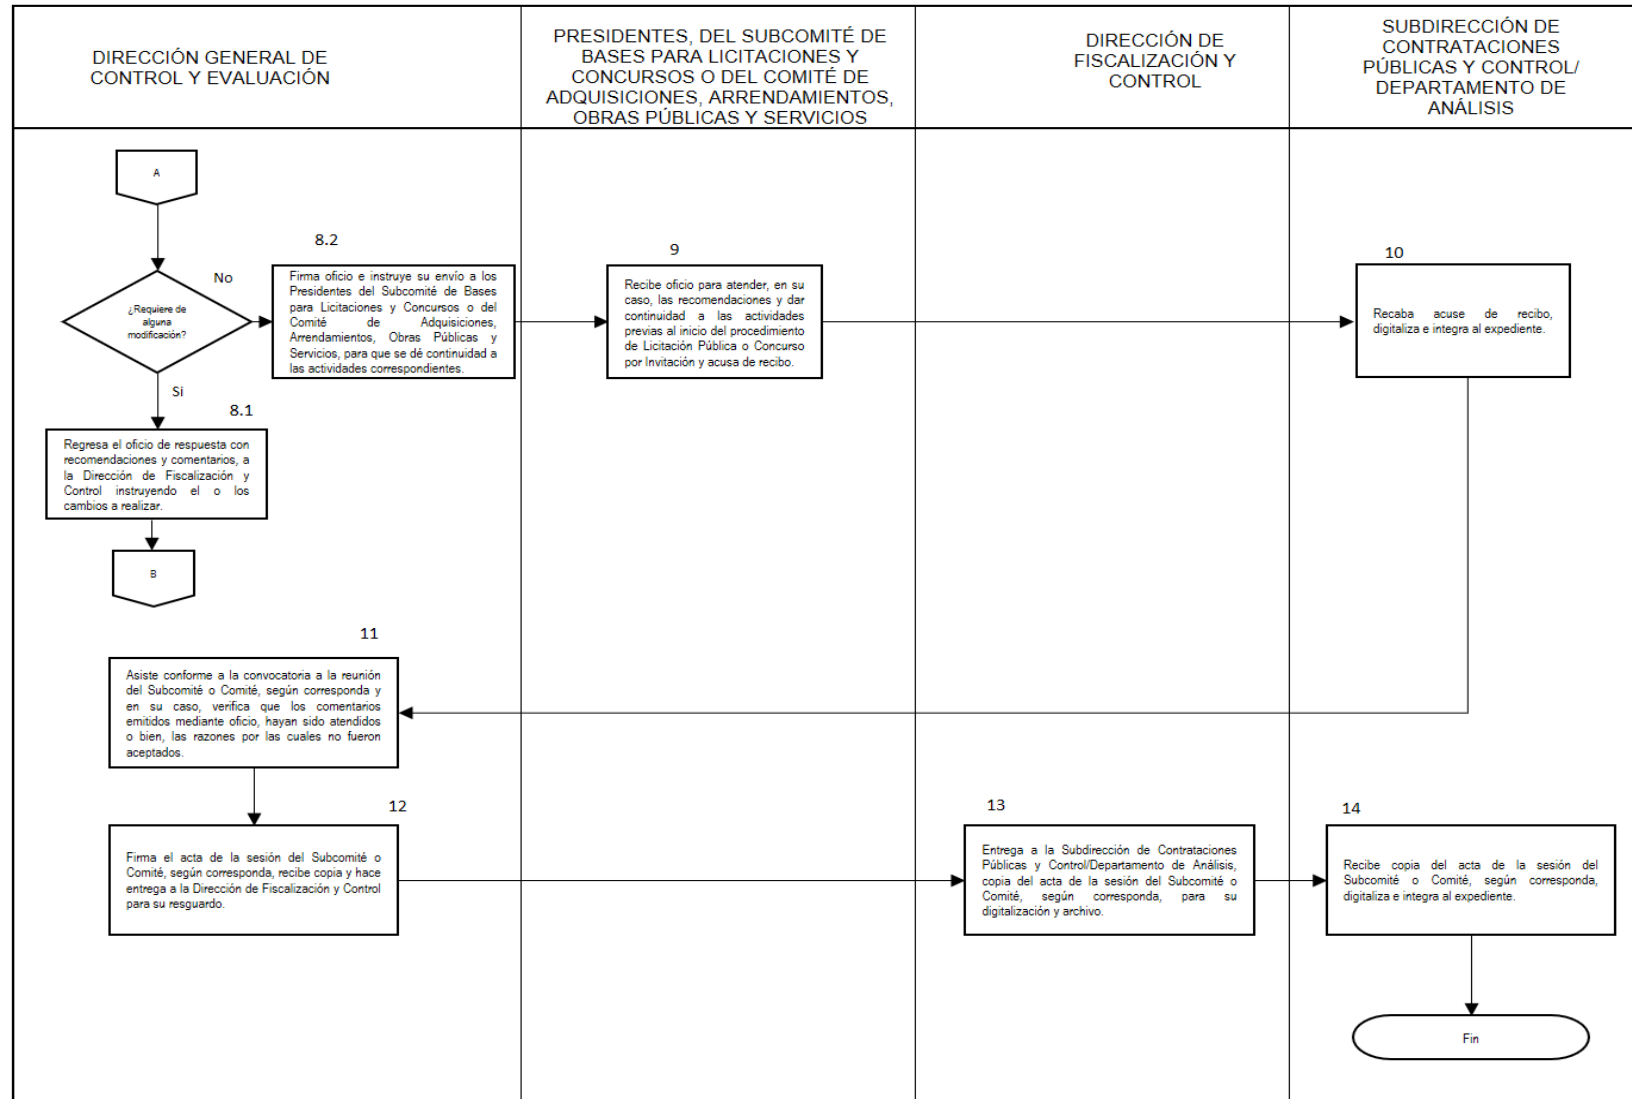 DIRECCIÓN GENERAL DE
CONTROL Y EVALUACIÓN
PRESIDENTES, DEL SUBCOMITÉ DE
BASES PARA LICITACIONES Y
CONCURSOS O DEL COMITÉ DE
ADQUISICIONES, ARRENDAMIENTOS,
OBRAS PÚBLICAS Y SERVICIOS
DIRECCIÓN DE
FISCALIZACIÓN Y
CONTROL
SUBDIRECCIÓN DE
CONTRATACIONES
PÚBLICAS Y CONTROL/
DEPARTAMENTO DE
ANÁLISIS
A
¿Requiere de
alguna
modificación?
No
Sí
8.2
Firma oficio e instruye su envío a los
Presidentes del Subcomité de Bases
para Licitaciones y Concursos o del
Comité de Adquisiciones,
Arrendamientos, Obras Públicas y
Servicios, para que se dé continuidad a
las actividades correspondientes.
9
Recibe oficio para atender, en su
caso, las recomendaciones y dar
continuidad a las actividades
previas al inicio del procedimiento
de Licitación Pública o Concurso
por Invitación y acusa de recibo.
10
Recaba acuse de recibo,
digitaliza e integra al expediente.
8.1
Regresa el oficio de respuesta con
recomendaciones y comentarios, a
la Dirección de Fiscalización y
Control instruyendo el o los
cambios a realizar.
B
11
Asiste conforme a la convocatoria a la reunión
del Subcomité o Comité, según corresponda y
en su caso, verifica que los comentarios
emitidos mediante oficio, hayan sido atendidos
o bien, las razones por las cuales no fueron
aceptados.
12
Firma el acta de la sesión del Subcomité o
Comité, según corresponda, recibe copia y hace
entrega a la Dirección de Fiscalización y Control
para su resguardo.
13
Entrega a la Subdirección de Contrataciones
Públicas y Control/Departamento de Análisis,
copia del acta de la sesión del Subcomité o
Comité, según corresponda, para su
digitalización y archivo.
14
Recibe copia del acta de la sesión del
Subcomité o Comité, según corresponda,
digitaliza e integra al expediente.
Fin